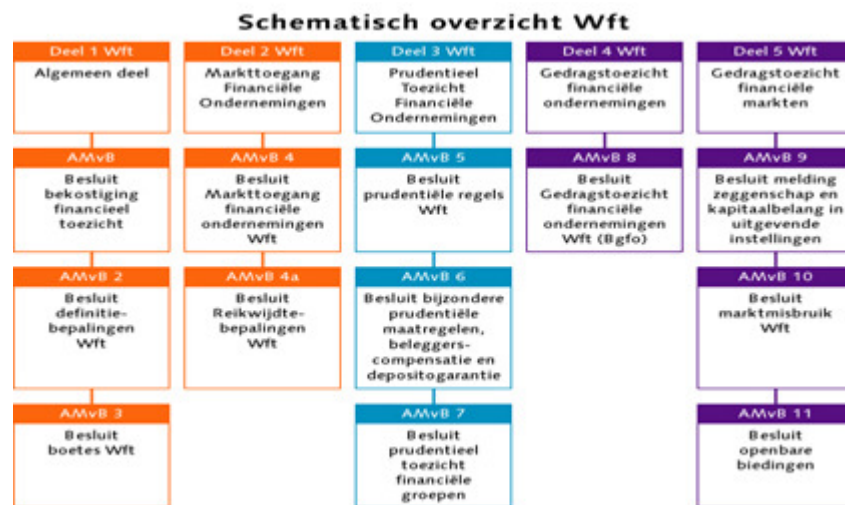 Schematisch overzicht Wft
Deel 1 Wft
Algemeen deel
AMvB
Besluit
bekostiging
financieel
toezicht
AMvB 2
Besluit
definitie-
bepalingen
Wft
AMvB 3
Besluit
boetes Wft
Deel 2 Wft
Markttoegang
Financiële
Ondernemingen
AMvB 4
Besluit
Markttoegang
financiële
ondernemingen
Wft
AMvB 4a
Besluit
Reikwijdte-
bepalingen
Wft
Deel 3 Wft
Prudentieel
Toezicht
Financiële
Ondernemingen
AMvB 5
Besluit
prudentiële regels
Wft
AMvB 6
Besluit bijzondere
prudentiële
maatregelen,
beleggers-
compensatie en
depositogarantie
AMvB 7
Besluit
prudentieel
toezicht
financiële
groepen
Deel 4 Wft
Gedragstoezicht
financiële
ondernemingen
AMvB 8
Besluit
Gedragstoezicht
financiële
ondernemingen
Wft (Bgfo)
Deel 5 Wft
Gedragstoezicht
financiële
markten
AMvB 9
Besluit melding
zeggenschap en
kapitaalbelang in
uitgevende
instellingen
AMvB 10
Besluit
marktmisbruik
Wft
AMvB 11
Besluit
openbare
biedingen